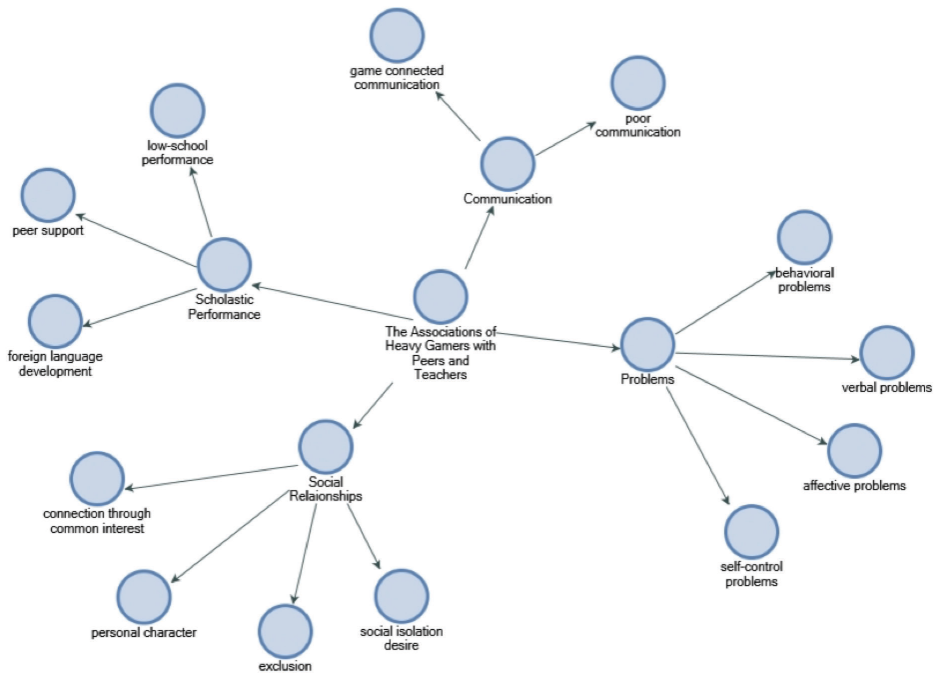 game connected
communication
poor
communication
low-school
performance
Communication
peer support
behavioral
problems
Scholastic
Performance
The Associations of
Heavy Gamers with
Peers and
Teachers
foreign language
development
Problems
verbal problems
Social
Relaionships
affective problems
connection through
common interest
self-control
problems
personal character
social isolation
desire
exclusion